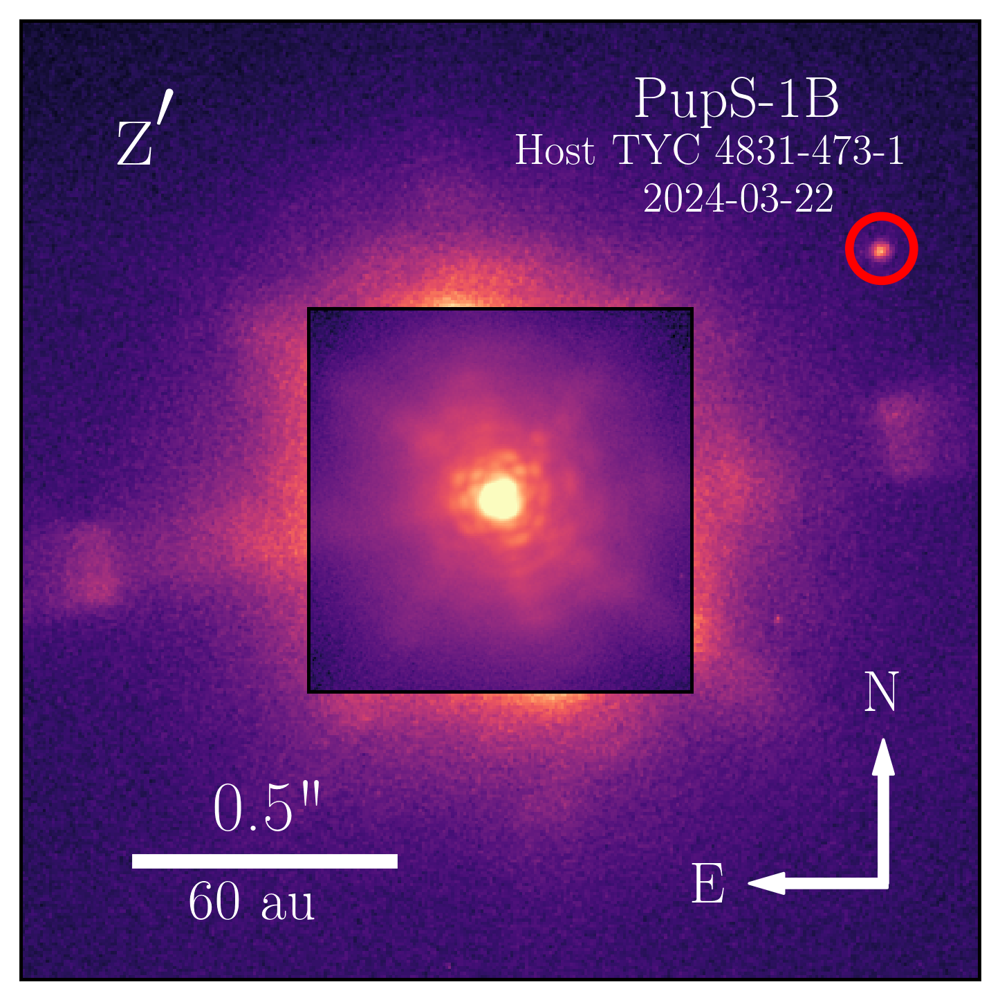 z′
PupS-1B
Host TYC 4831-473-1
2024-03-22
N
E
0.5"
60 au